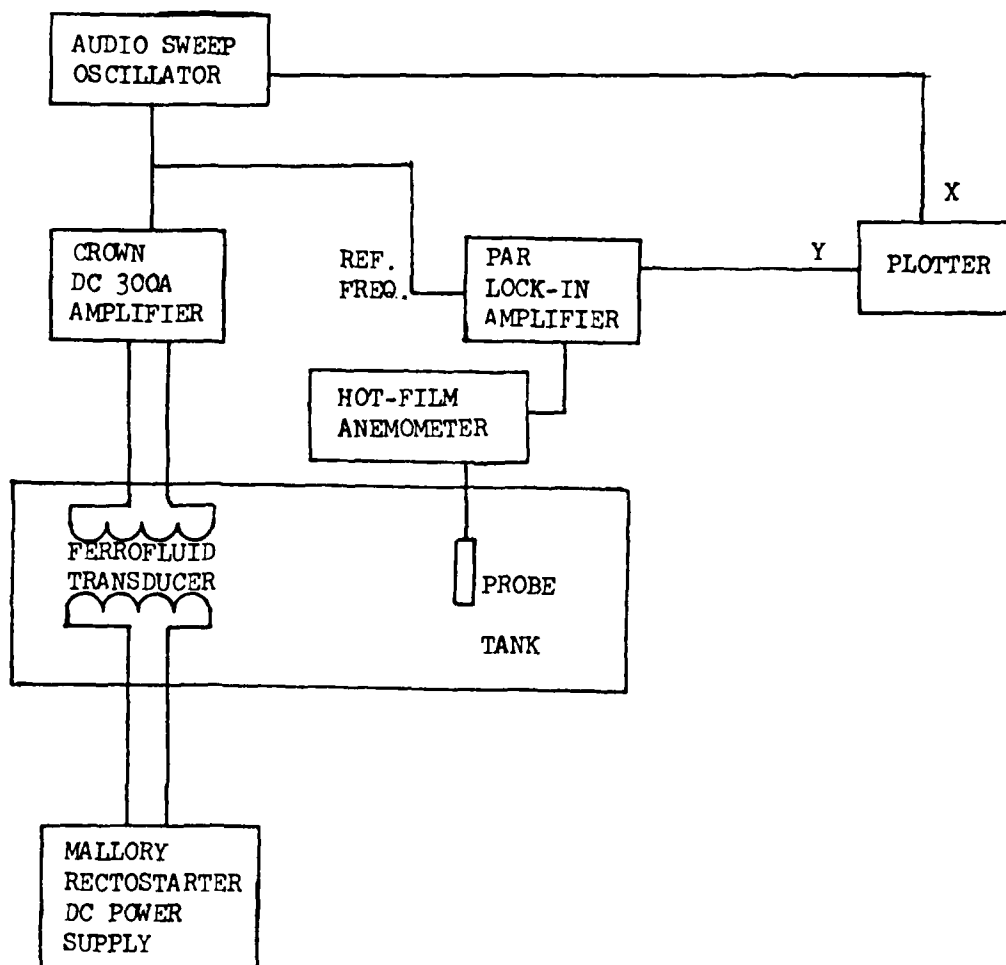 AUDIO SWEEP
OSCILLATOR
X
CROWN
DC 300A
AMPLIFIER
REF.
FREQ.
PAR
LOCK-IN
AMPLIFIER
Y
PLOTTER
HOT-FILM
ANEMOMETER
FERROFLUID
TRANSDUCER
PROBE
TANK
MALLORY
RECTOSTARTER
DC POWER
SUPPLY